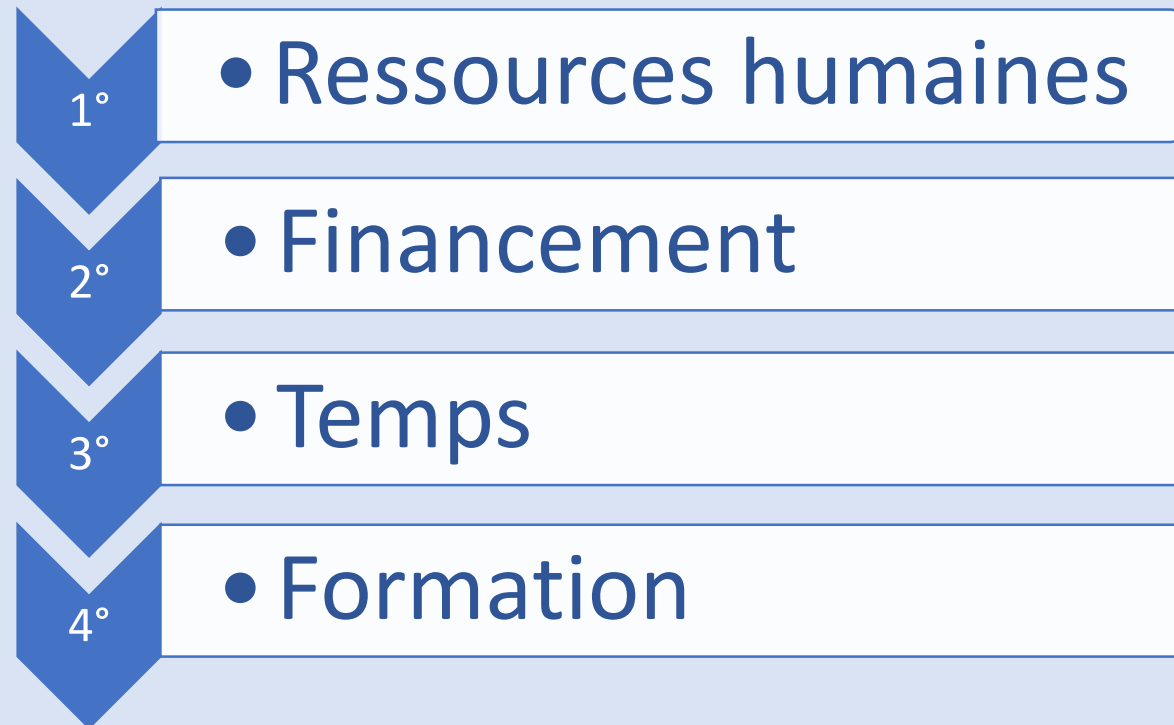 1° • Ressources humaines
2° • Financement
3° • Temps
4° • Formation